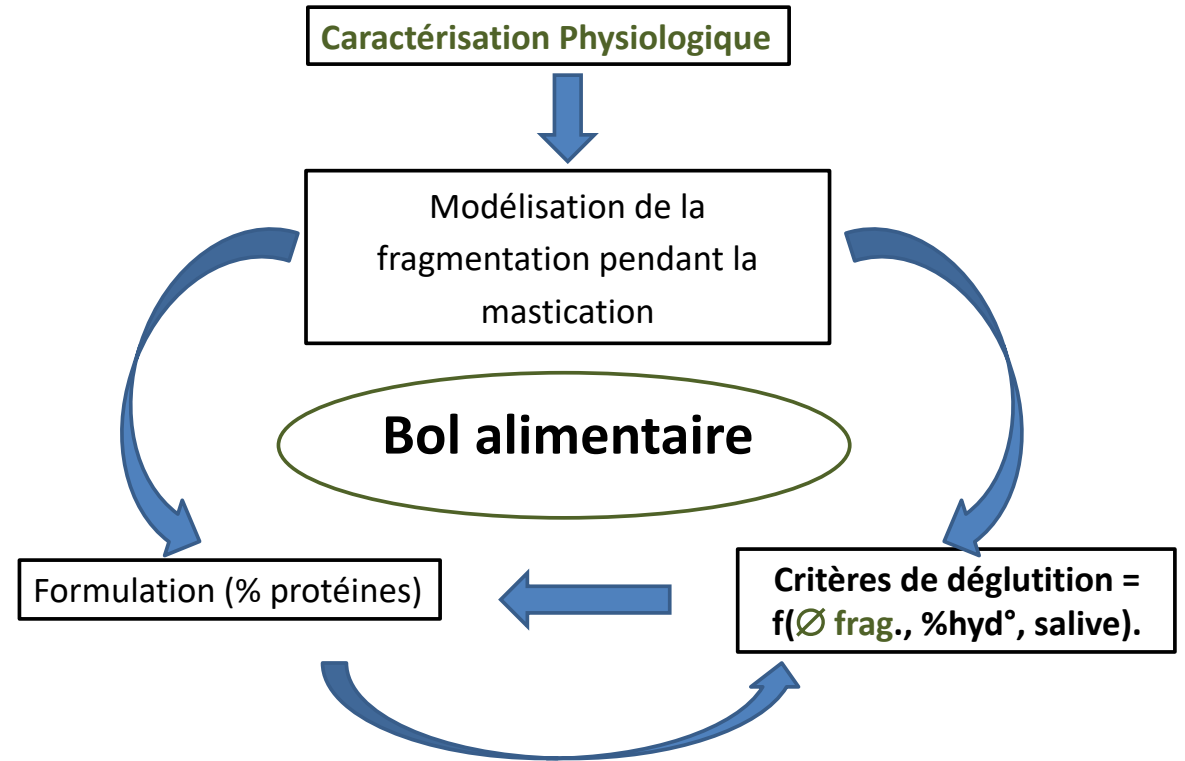 Caractérisation Physiologique
Modélisation de la
fragmentation pendant la
mastication
Bol alimentaire
Formulation (% protéines)
Critères de déglutition =
f(∅ frag., %hyd°, salive).